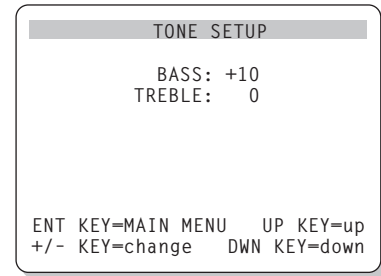 TONE SETUP
BASS: +10
TREBLE: 0
ENT KEY=MAIN MENU UP KEY=up
+/- KEY=change DWN KEY=down